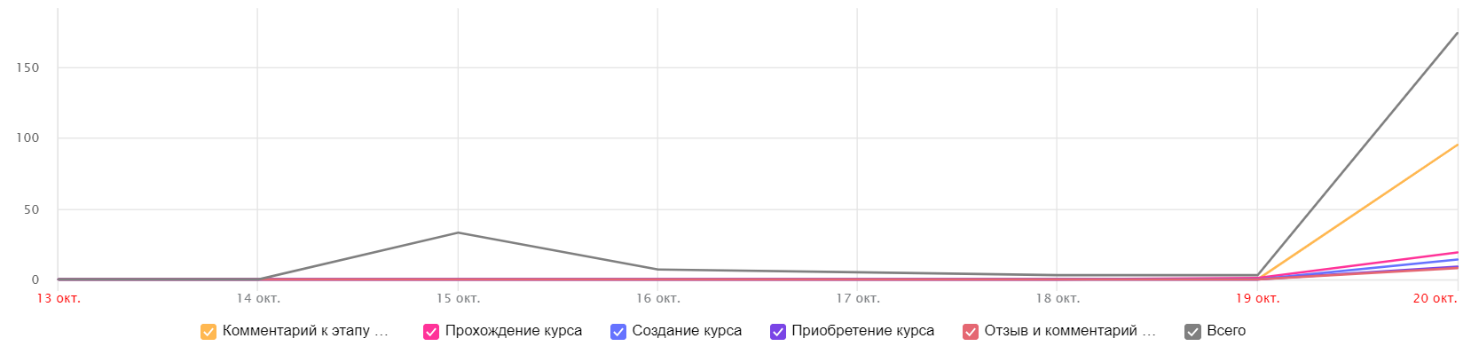 150
100
50
0
13 окт. 14 окт. 15 окт. 16 окт. 17 окт. 18 окт. 19 окт. 20 окт.
Комментарий к этапу ... Прохождение курса Создание курса Приобретение курса Отзыв и комментарий ... Всего